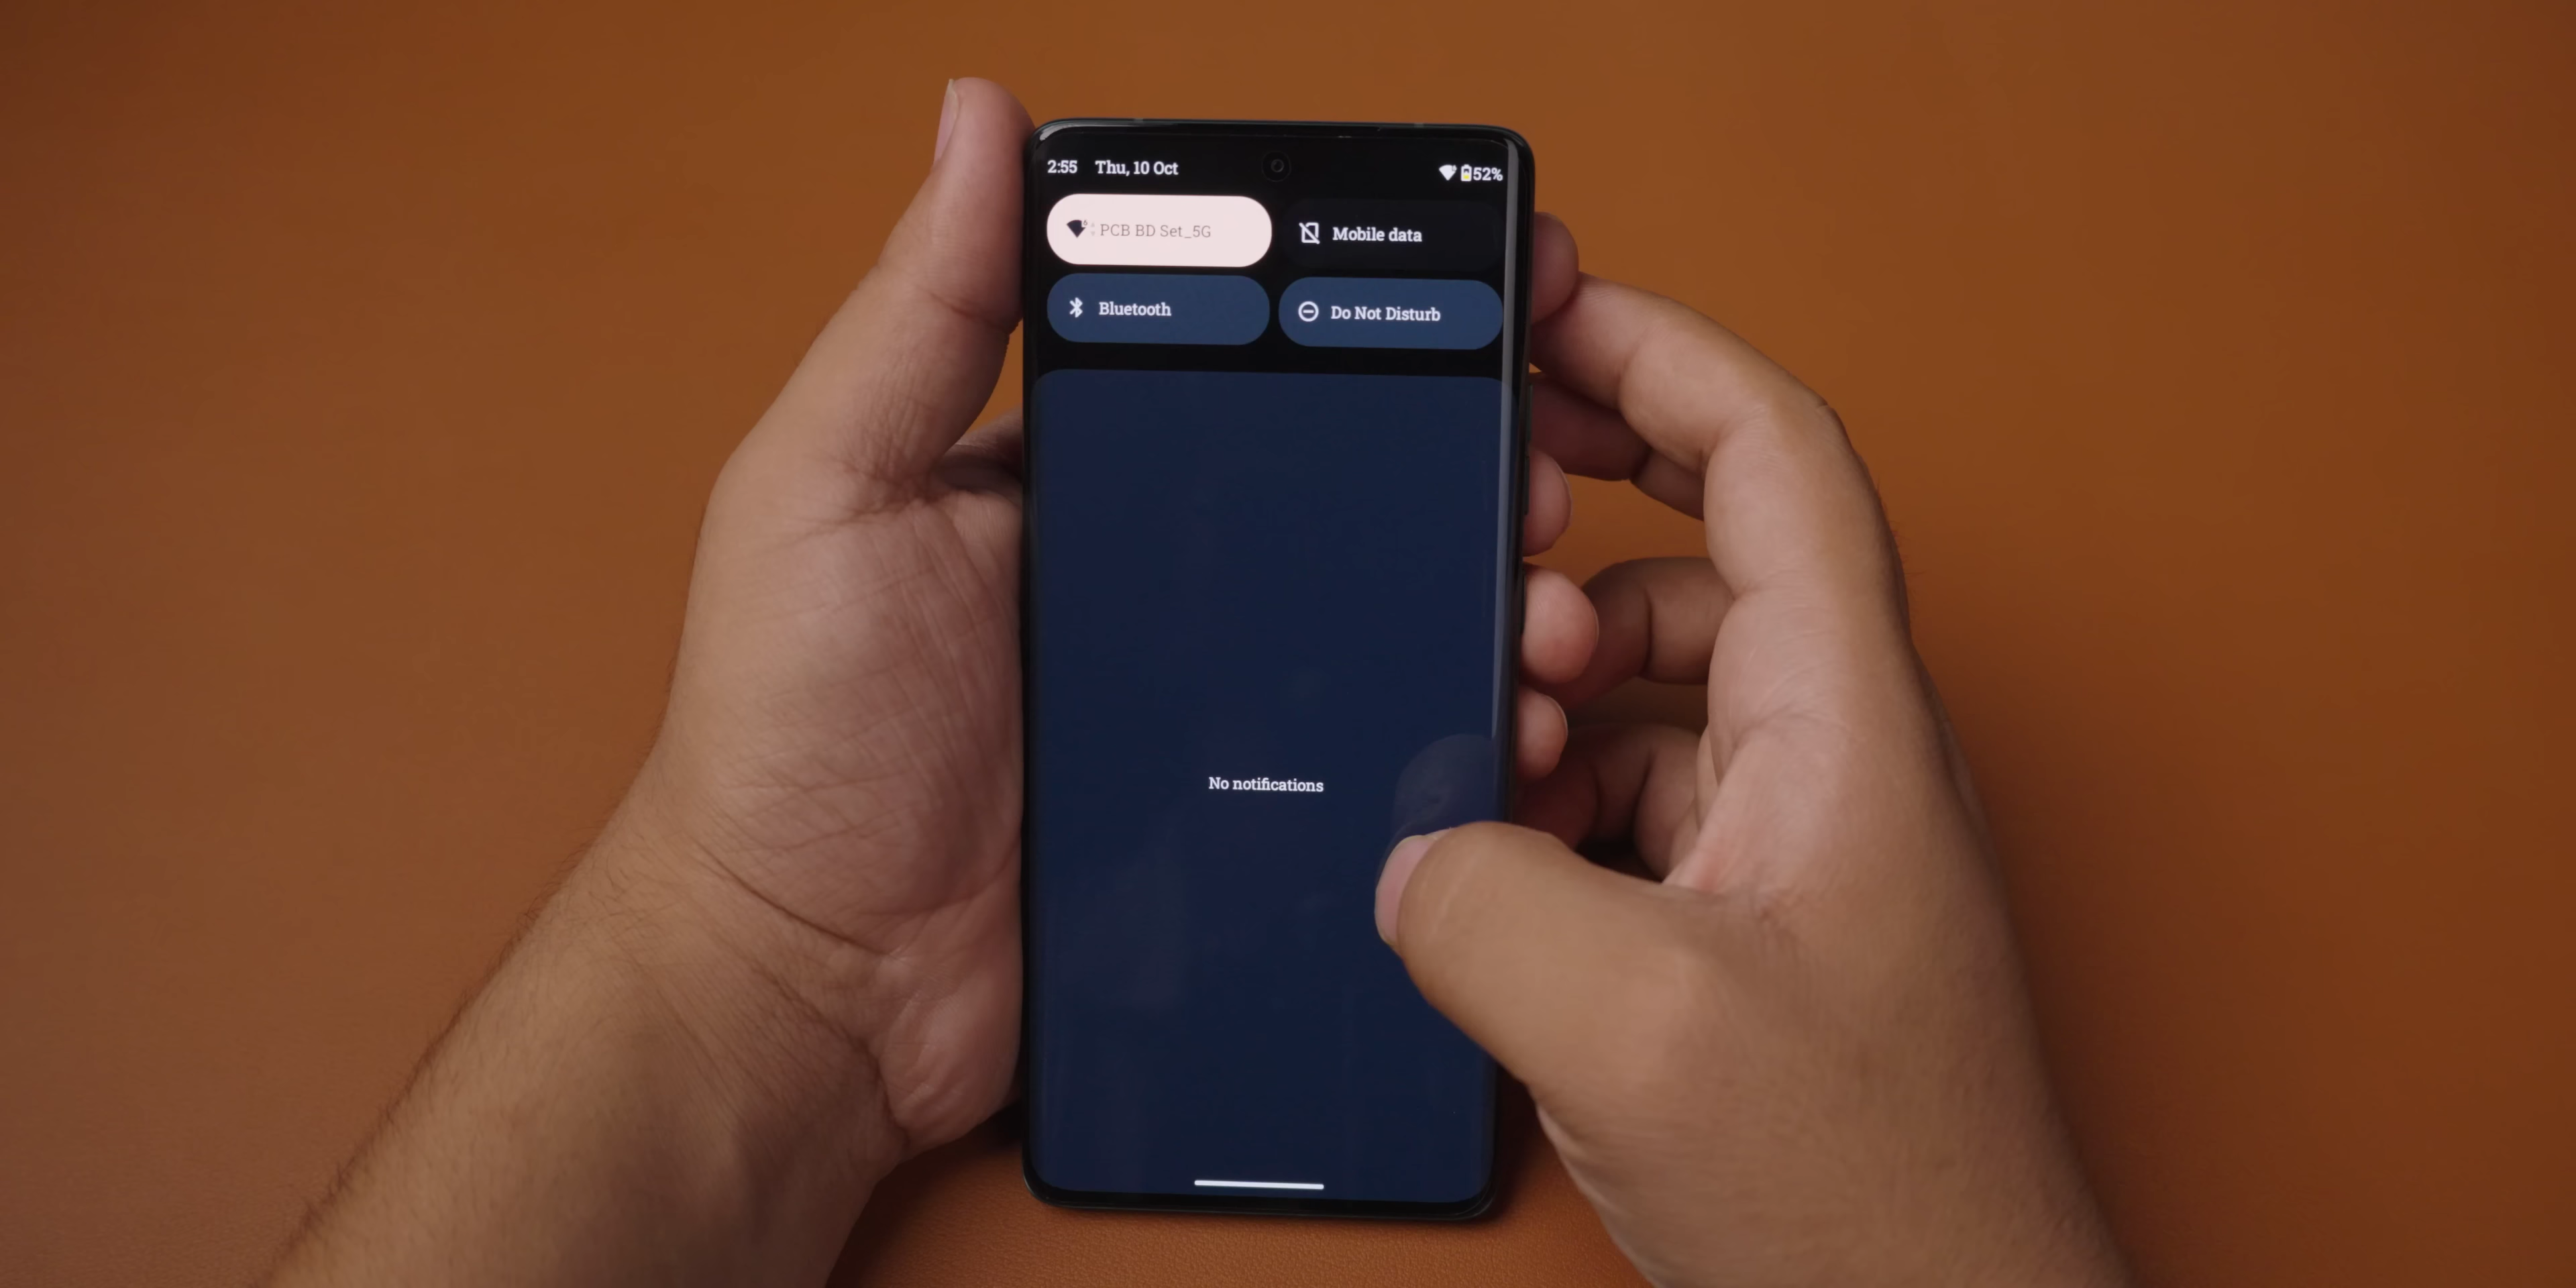 2:55 Thu, 10 Oct 52%
PCB BD Set_5G Mobile data
Bluetooth Do Not Disturb
No notifications